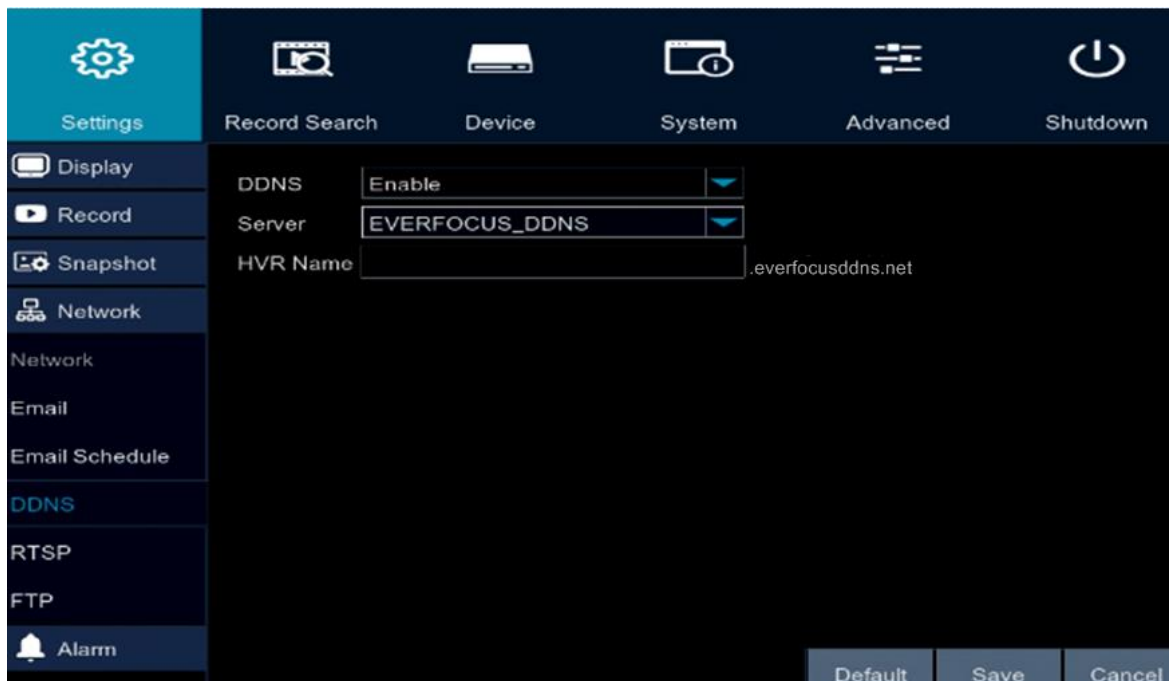 Settings Record Search Device System Advanced Shutdown
Display
Record
Snapshot
Network
Network
Email
Email Schedule
DDNS
RTSP
FTP
Alarm
DDNS Enable
Server EVERFOCUS_DDNS
HVR Name .everfocusddns.net
Default Save Cancel